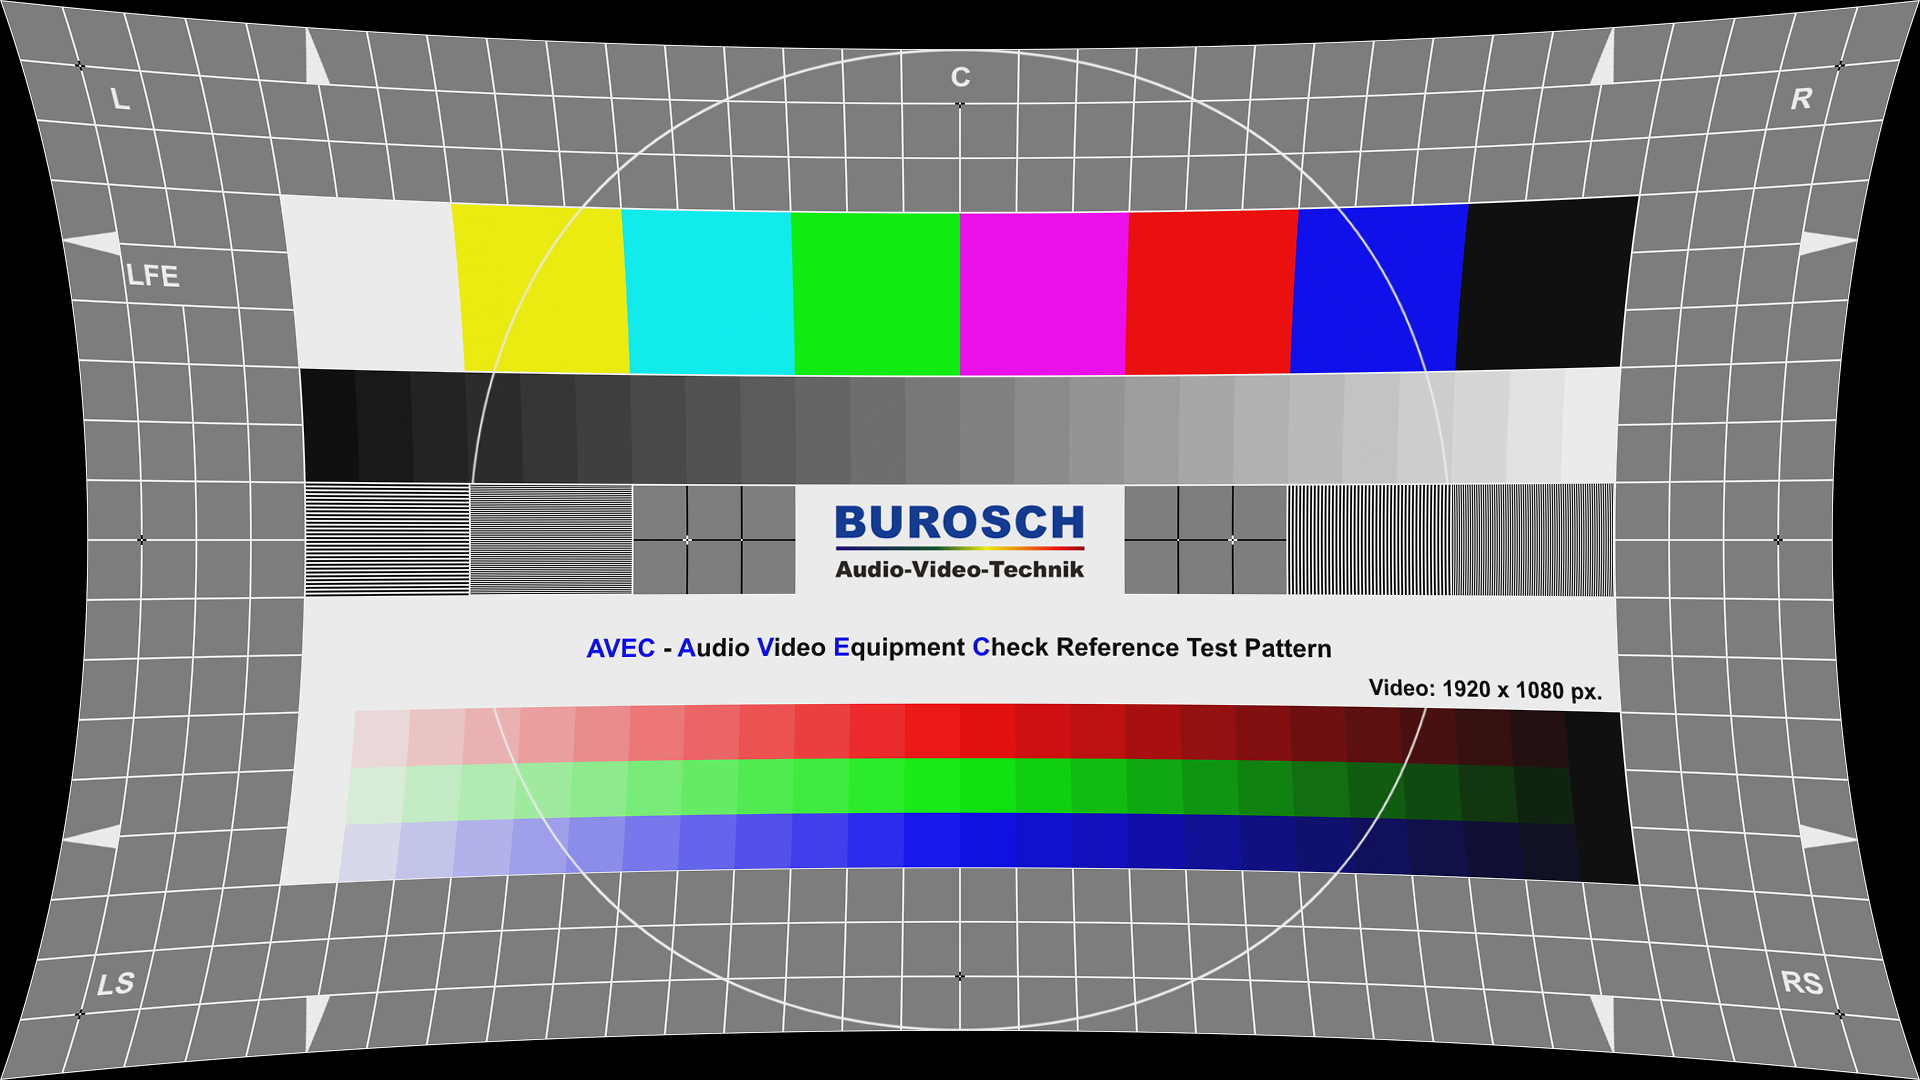 C
L
R
LFE
BUROSCH
Audio-Video-Technik
AVEC - Audio Video Equipment Check Reference Test Pattern
Video: 1920 x 1080 px.
LS
RS